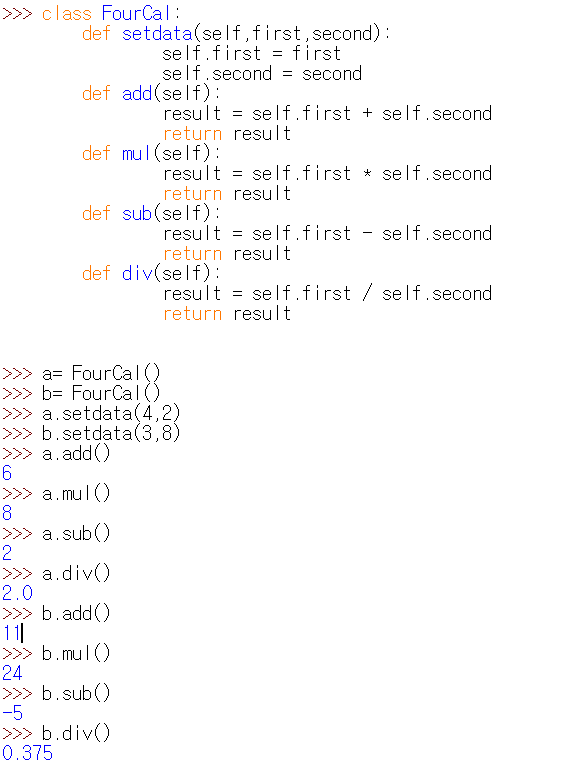 >>> class FourCal:
        def setdata(self,first,second):
                self.first = first
                self.second = second
        def add(self):
                result = self.first + self.second
                return result
        def mul(self):
                result = self.first * self.second
                return result
        def sub(self):
                result = self.first - self.second
                return result
        def div(self):
                result = self.first / self.second
                return result
>>> a= FourCal()
>>> b= FourCal()
>>> a.setdata(4,2)
>>> b.setdata(3,8)
>>> a.add()
6
>>> a.mul()
8
>>> a.sub()
2
>>> a.div()
2.0
>>> b.add()
11
>>> b.mul()
24
>>> b.sub()
-5
>>> b.div()
0.375